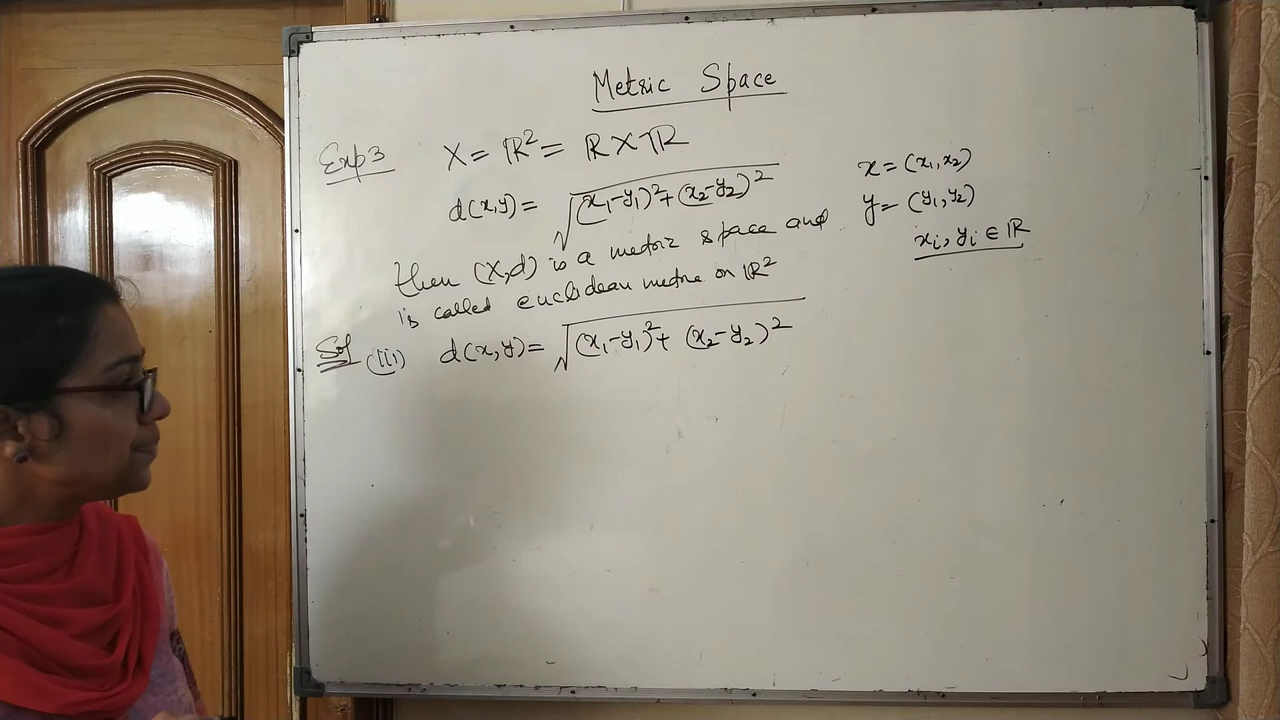 Metric Space
Exp 3 X = ℝ² = ℝ × ℝ
x = (x₁, x₂)
d(x,y) = √((x₁-y₁)² + (x₂-y₂)²)
y = (y₁, y₂)
xᵢ, yᵢ ∈ ℝ
then (X,d) is a metric space and
is called euclidean metric on ℝ²
Sol (iii) d(x,y) = √((x₁-y₁)² + (x₂-y₂)²)